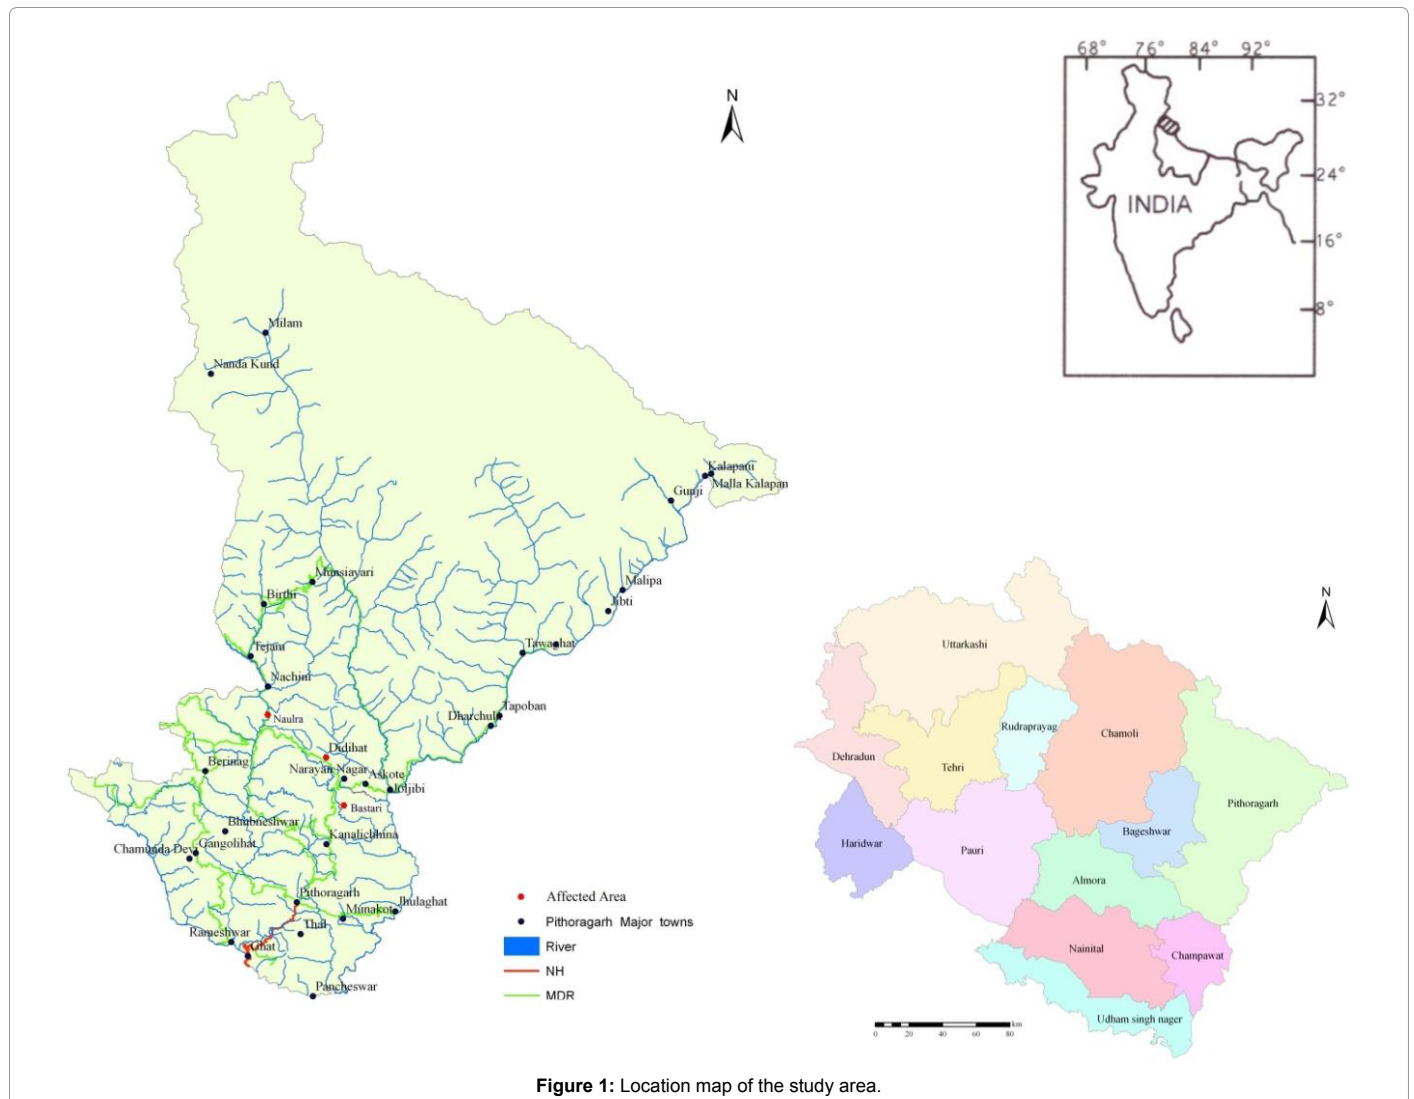 68° 76° 84° 92°
32°
24°
16°
8°
INDIA
N
Milam
Nanda Kund
Kalapani
Malla Kalapan
Gunji
Malipa
Jibti
Munsiayari
Birthi
Tejam
Tawaghat
Nachini
Naulra
Tapoban
Dharchula
Didihat
Narayan Nagar
Askote
Joljibi
Berinag
Bastari
Bhubneshwar
Kanalichhina
Chamunda Devi
Gangolihat
Pithoragarh
Munakot
Jhulaghat
Thal
Rameshwar
Ghat
Pancheswar
Affected Area
Pithoragarh Major towns
River
NH
MDR
N
Uttarkashi
Rudraprayag
Chamoli
Dehradun
Tehri
Pithoragarh
Bageshwar
Haridwar
Pauri
Almora
Nainital
Champawat
Udham singh nager
km
0 20 40 60 80
Figure 1: Location map of the study area.